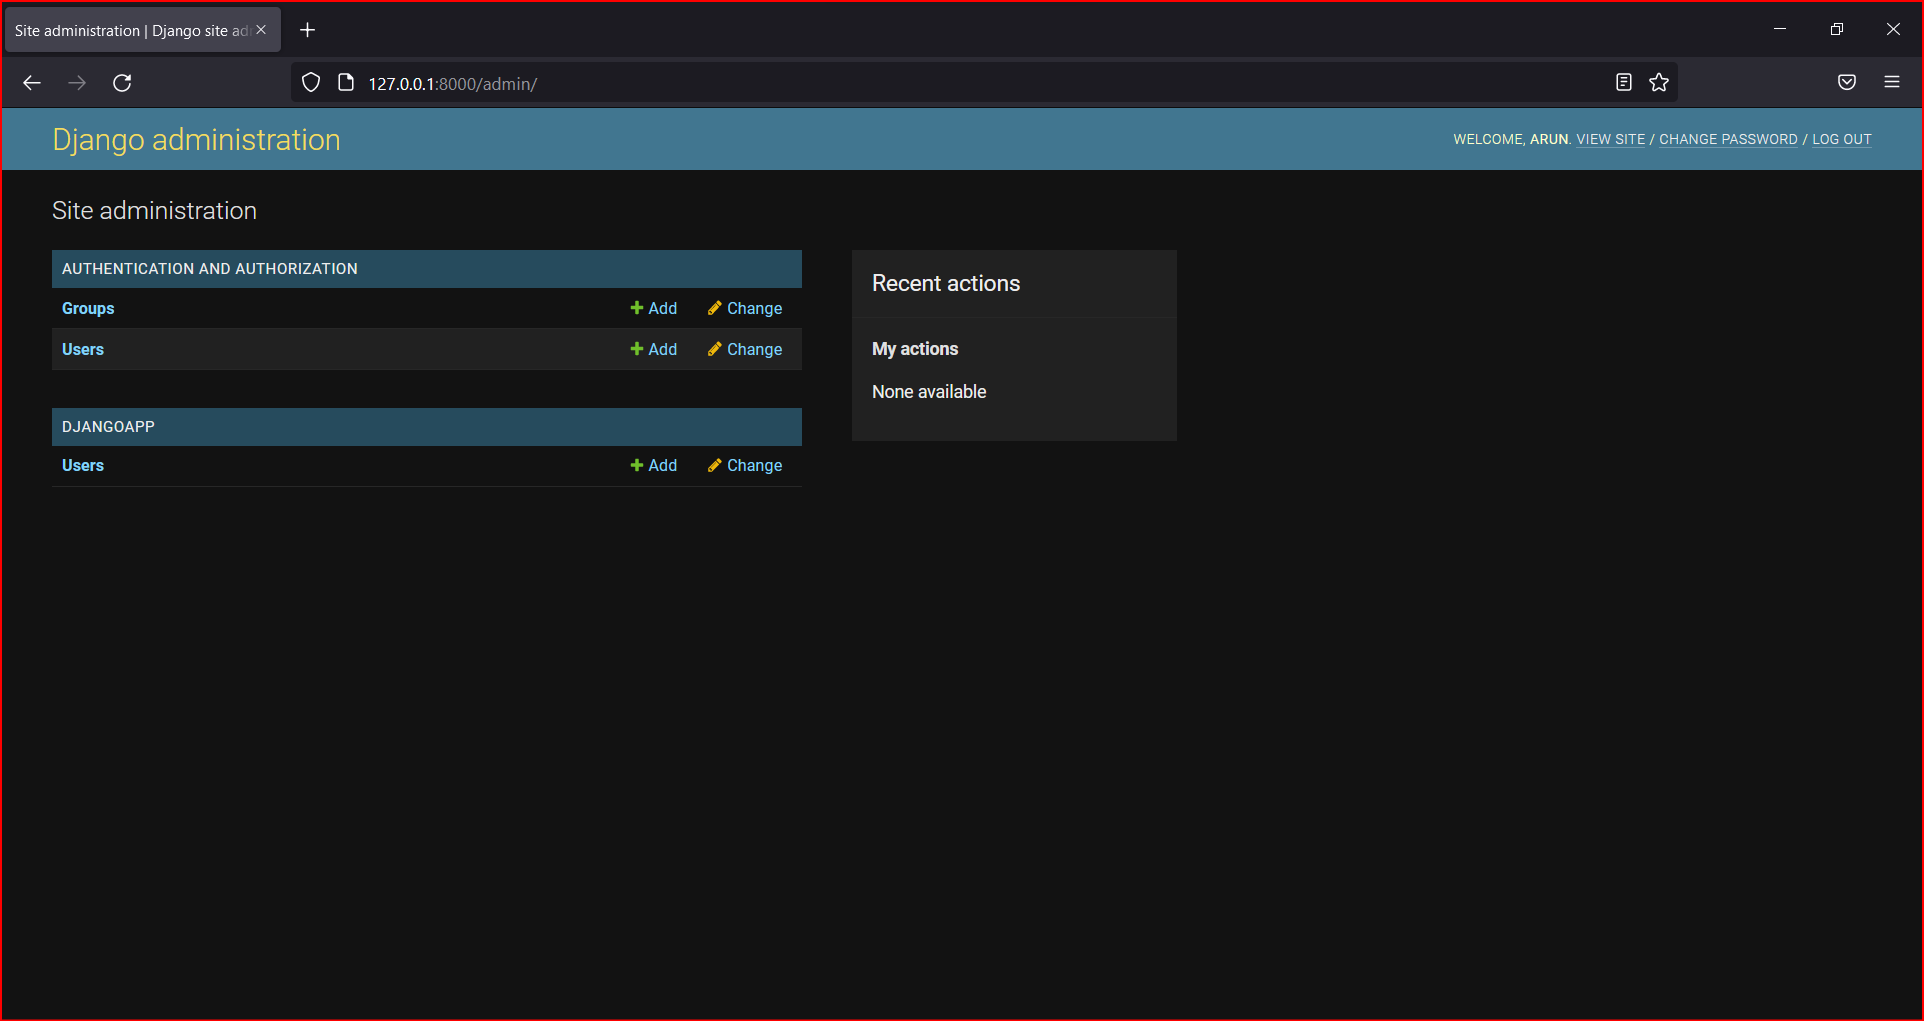 Site administration | Django site ad
127.0.0.1:8000/admin/
Django administration
WELCOME, ARUN. VIEW SITE / CHANGE PASSWORD / LOG OUT
Site administration
AUTHENTICATION AND AUTHORIZATION
Groups Add Change
Users Add Change
DJANGOAPP
Users Add Change
Recent actions
My actions
None available